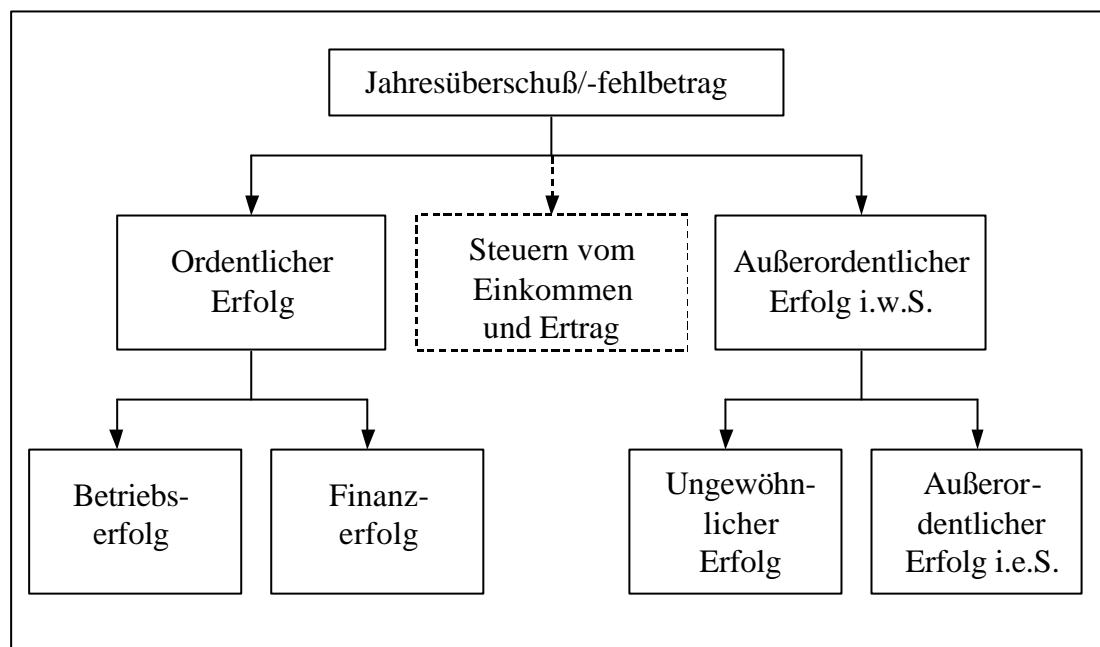 Jahresüberschuß/-fehlbetrag
Ordentlicher
Erfolg
Steuern vom
Einkommen
und Ertrag
Außerordentlicher
Erfolg i.w.S.
Betriebs-
erfolg
Finanz-
erfolg
Ungewöhn-
licher
Erfolg
Außeror-
dentlicher
Erfolg i.e.S.